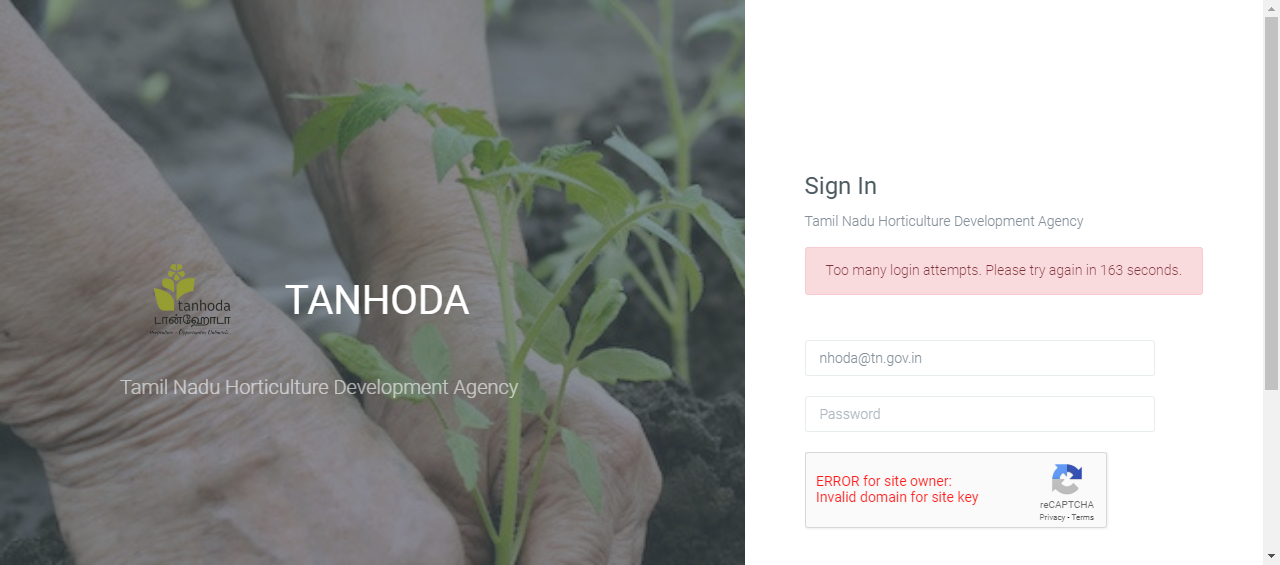 tanhoda
டான்ஹோடா
TANHODA
Tamil Nadu Horticulture Development Agency
Sign In
Tamil Nadu Horticulture Development Agency
Too many login attempts. Please try again in 163 seconds.
nhoda@tn.gov.in
Password
ERROR for site owner:
Invalid domain for site key
reCAPTCHA
Privacy - Terms